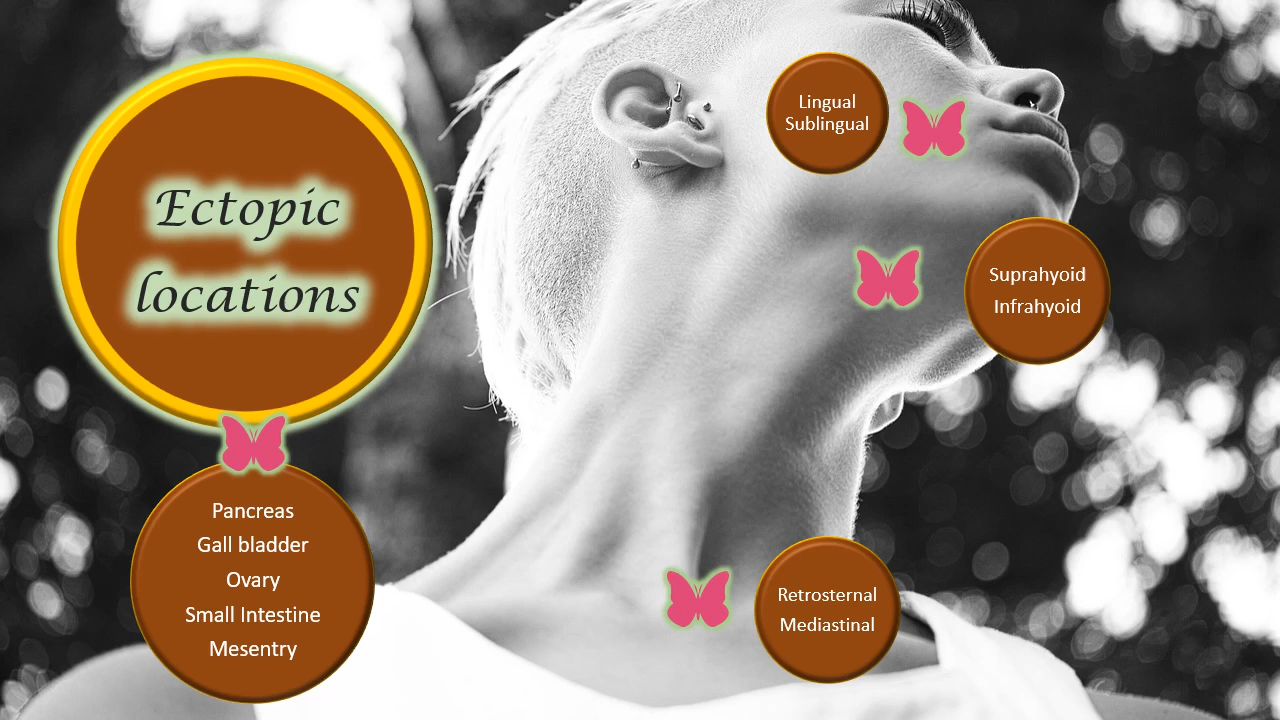 Ectopic
locations
Pancreas
Gall bladder
Ovary
Small Intestine
Mesentry
Lingual
Sublingual
Suprahyoid
Infrahyoid
Retrosternal
Mediastinal